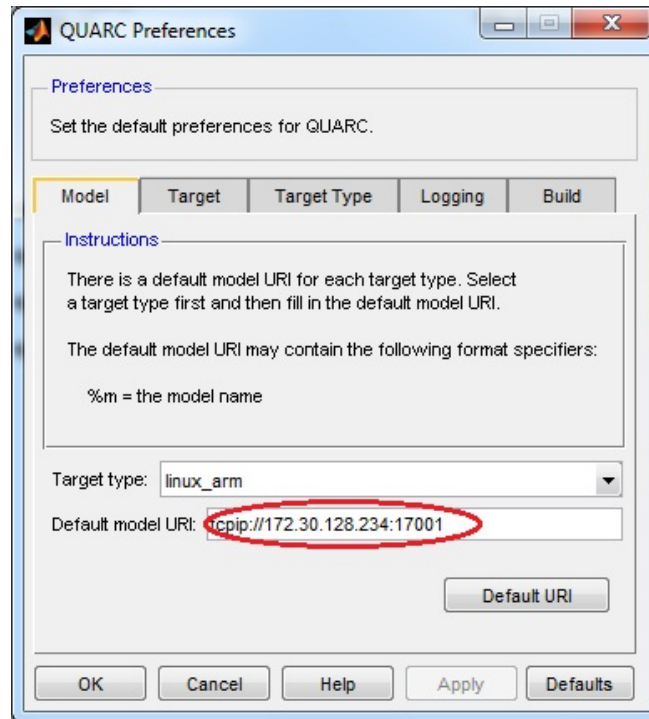 QUARC Preferences
Preferences
Set the default preferences for QUARC.
Model Target Target Type Logging Build
Instructions
There is a default model URI for each target type. Select
a target type first and then fill in the default model URI.
The default model URI may contain the following format specifiers:
%m = the model name
Target type: linux_arm
Default model URI: tcpip://172.30.128.234:17001
Default URI
OK Cancel Help Apply Defaults